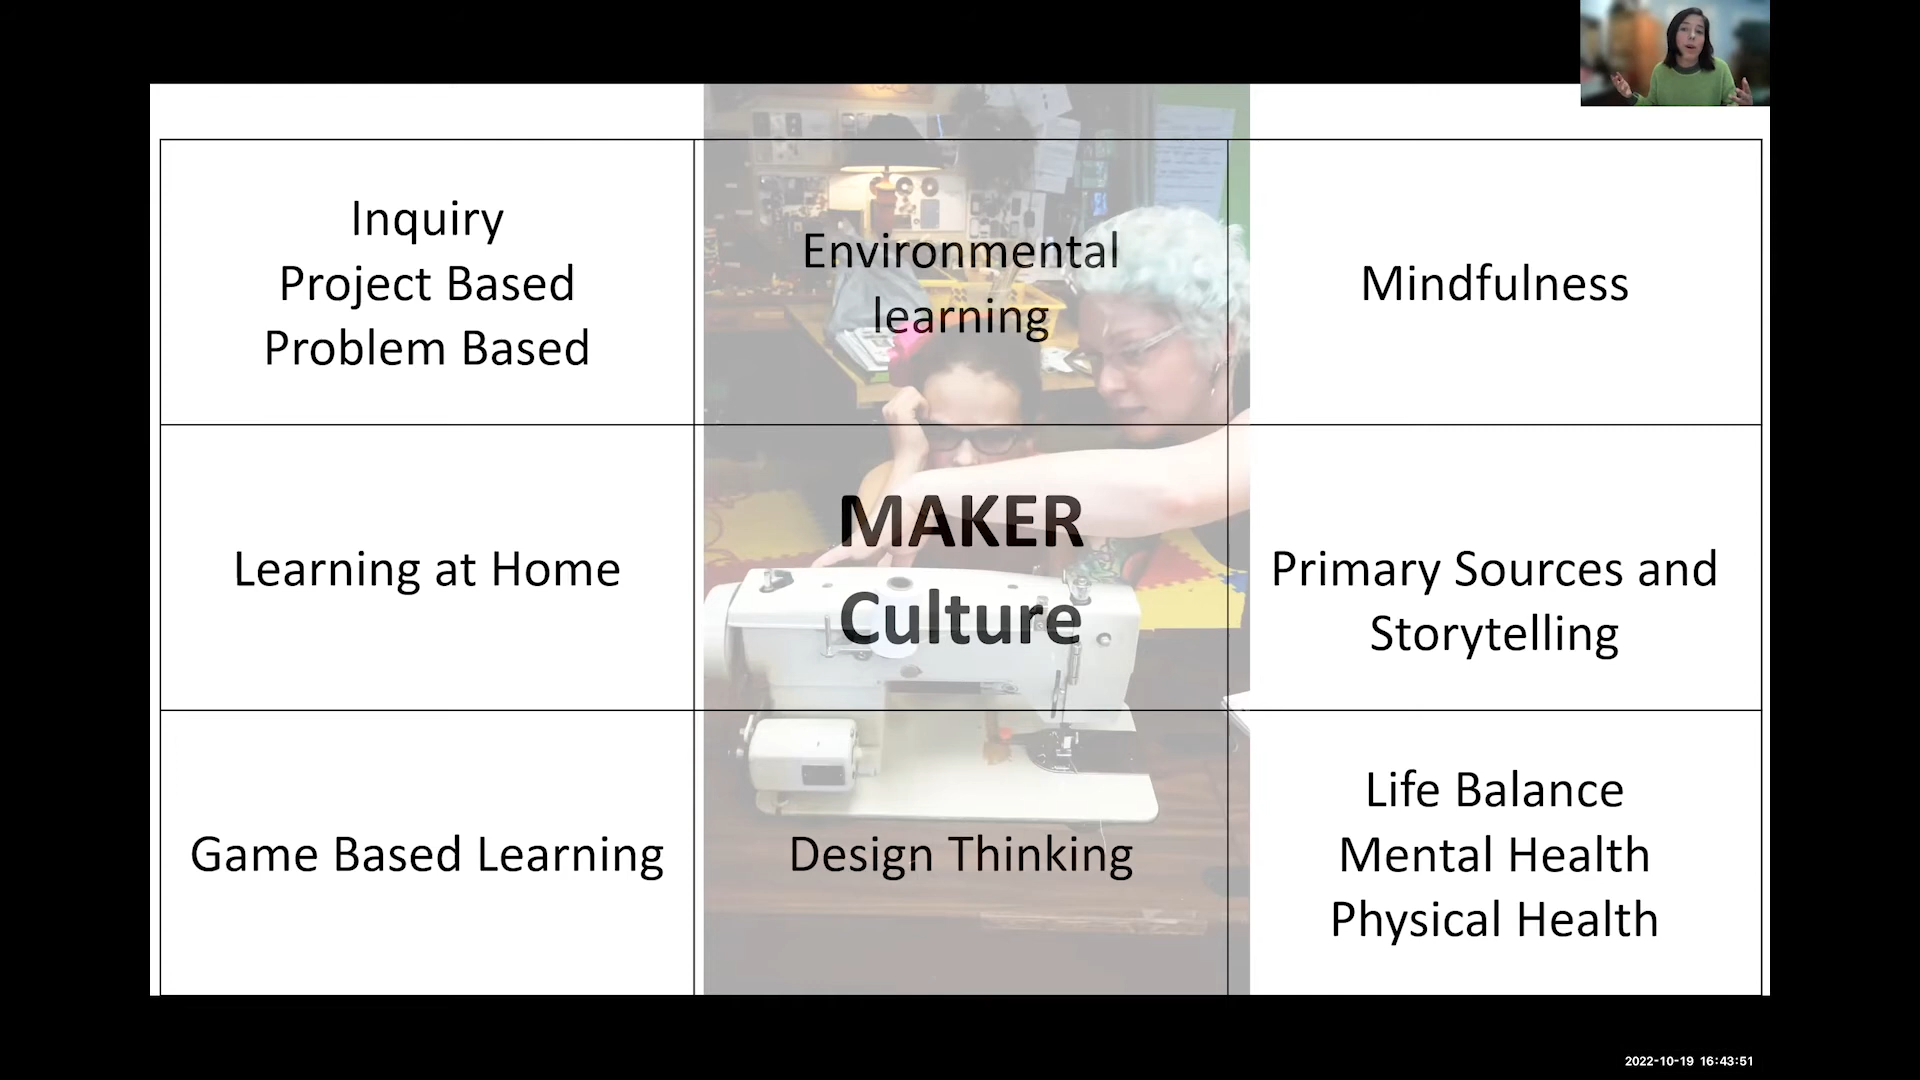 Inquiry
Project Based
Problem Based
Environmental
learning
Mindfulness
Learning at Home
MAKER
Culture
Primary Sources and
Storytelling
Game Based Learning
Design Thinking
Life Balance
Mental Health
Physical Health
2022-10-19 16:43:51